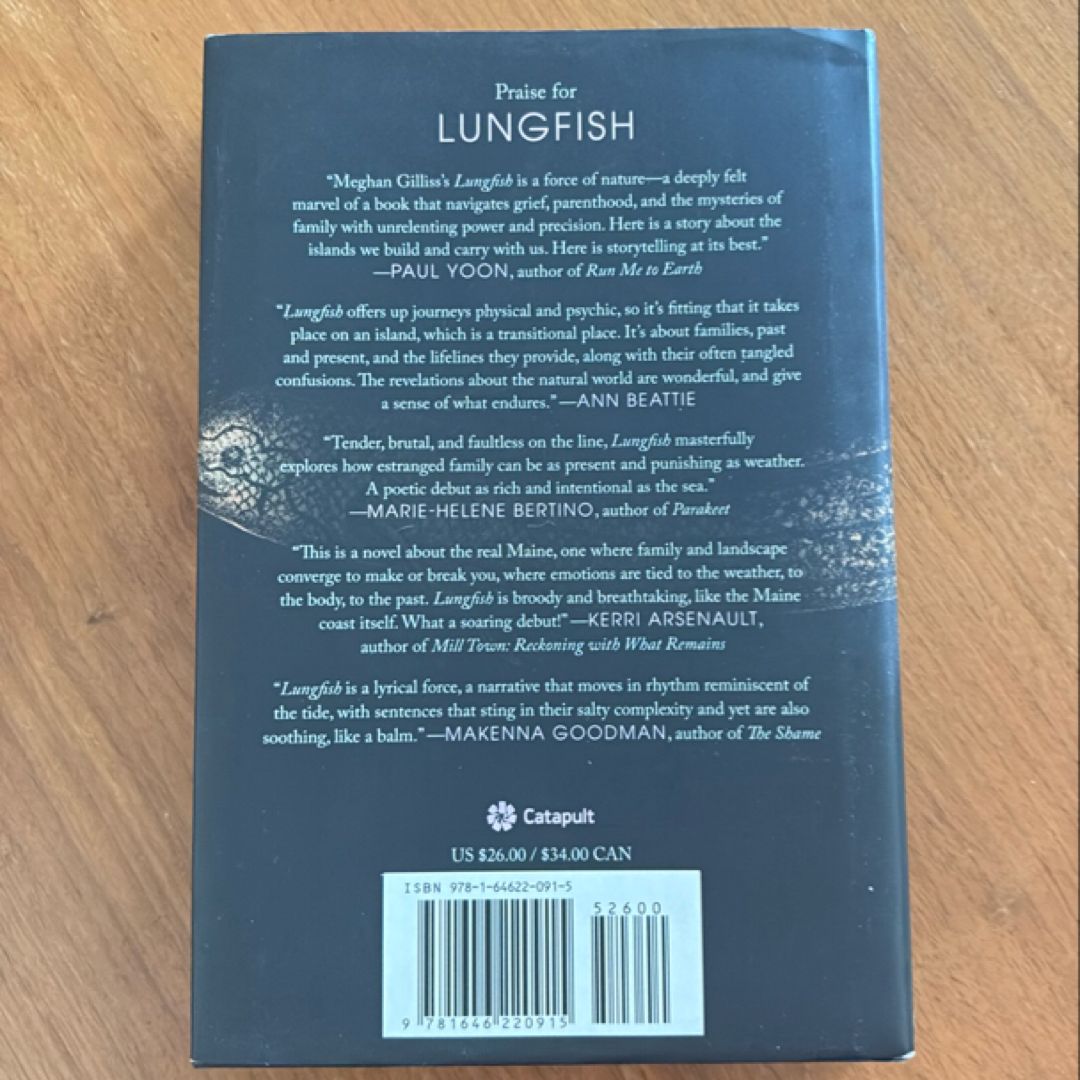 Praise for
LUNGFISH
“Meghan Gilliss’s Lungfish is a force of nature—a deeply felt
marvel of a book that navigates grief, parenthood, and the mysteries of
family with unrelenting power and precision. Here is a story about the
islands we build and carry with us. Here is storytelling at its best.”
—PAUL YOON, author of Run Me to Earth
“Lungfish offers up journeys physical and psychic, so it’s fitting that it takes
place on an island, which is a transitional place. It’s about families, past
and present, and the lifelines they provide, along with their often tangled
confusions. The revelations about the natural world are wonderful, and give
a sense of what endures.” —ANN BEATTIE
“Tender, brutal, and faultless on the line, Lungfish masterfully
explores how estranged family can be as present and punishing as weather.
A poetic debut as rich and intentional as the sea.”
—MARIE-HELENE BERTINO, author of Parakeet
“This is a novel about the real Maine, one where family and landscape
converge to make or break you, where emotions are tied to the weather, to
the body, to the past. Lungfish is broody and breathtaking, like the Maine
coast itself. What a soaring debut!” —KERRI ARSENAULT,
author of Mill Town: Reckoning with What Remains
“Lungfish is a lyrical force, a narrative that moves in rhythm reminiscent of
the tide, with sentences that sting in their salty complexity and yet are also
soothing, like a balm.” —MAKENNA GOODMAN, author of The Shame
Catapult
US $26.00 / $34.00 CAN
ISBN 978-1-64622-091-5
52600
9 781646 220915